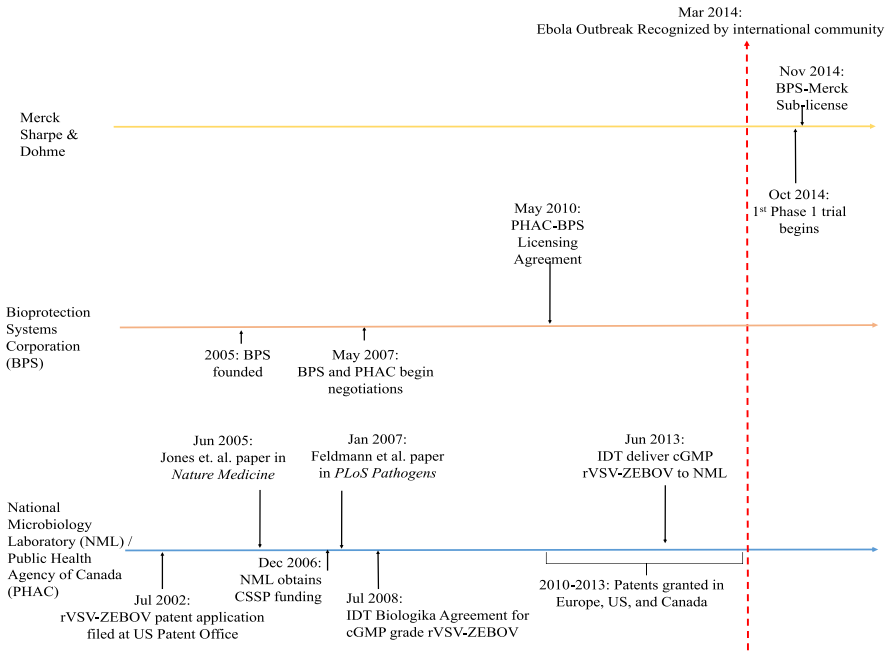 Mar 2014:
Ebola Outbreak Recognized by international community
Nov 2014:
BPS-Merck
Sub-license
Merck
Sharpe &
Dohme
Oct 2014:
1st Phase 1 trial
begins
May 2010:
PHAC-BPS
Licensing
Agreement
Bioprotection
Systems
Corporation
(BPS)
2005: BPS
founded
May 2007:
BPS and PHAC begin
negotiations
Jun 2005:
Jones et. al. paper in
Nature Medicine
Jan 2007:
Feldmann et al. paper
in PLoS Pathogens
Jun 2013:
IDT deliver cGMP
rVSV-ZEBOV to NML
National
Microbiology
Laboratory (NML) /
Public Health
Agency of Canada
(PHAC)
Jul 2002:
rVSV-ZEBOV patent application
filed at US Patent Office
Dec 2006:
NML obtains
CSSP funding
Jul 2008:
IDT Biologika Agreement for
cGMP grade rVSV-ZEBOV
2010-2013: Patents granted in
Europe, US, and Canada